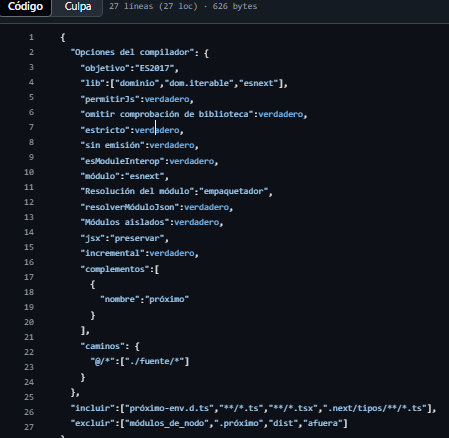 Código Culpa 27 líneas (27 loc) · 626 bytes
1 {
2 "Opciones del compilador": {
3 "objetivo":"ES2017",
4 "lib":["dominio","dom.iterable","esnext"],
5 "permitirJs":verdadero,
6 "omitir comprobación de biblioteca":verdadero,
7 "estricto":verdadero,
8 "sin emisión":verdadero,
9 "esModuleInterop":verdadero,
10 "módulo":"esnext",
11 "Resolución del módulo":"empaquetador",
12 "resolverMóduloJson":verdadero,
13 "Módulos aislados":verdadero,
14 "jsx":"preservar",
15 "incremental":verdadero,
16 "complementos":[
17 {
18 "nombre":"próximo"
19 }
20 ],
21 "caminos": {
22 "@/*":["./fuente/*"]
23 }
24 },
25 "incluir":["próximo-env.d.ts","**/*.ts","**/*.tsx",".next/tipos/**/*.ts"],
26 "excluir":["módulos_de_nodo",".próximo","dist","afuera"]
27 }